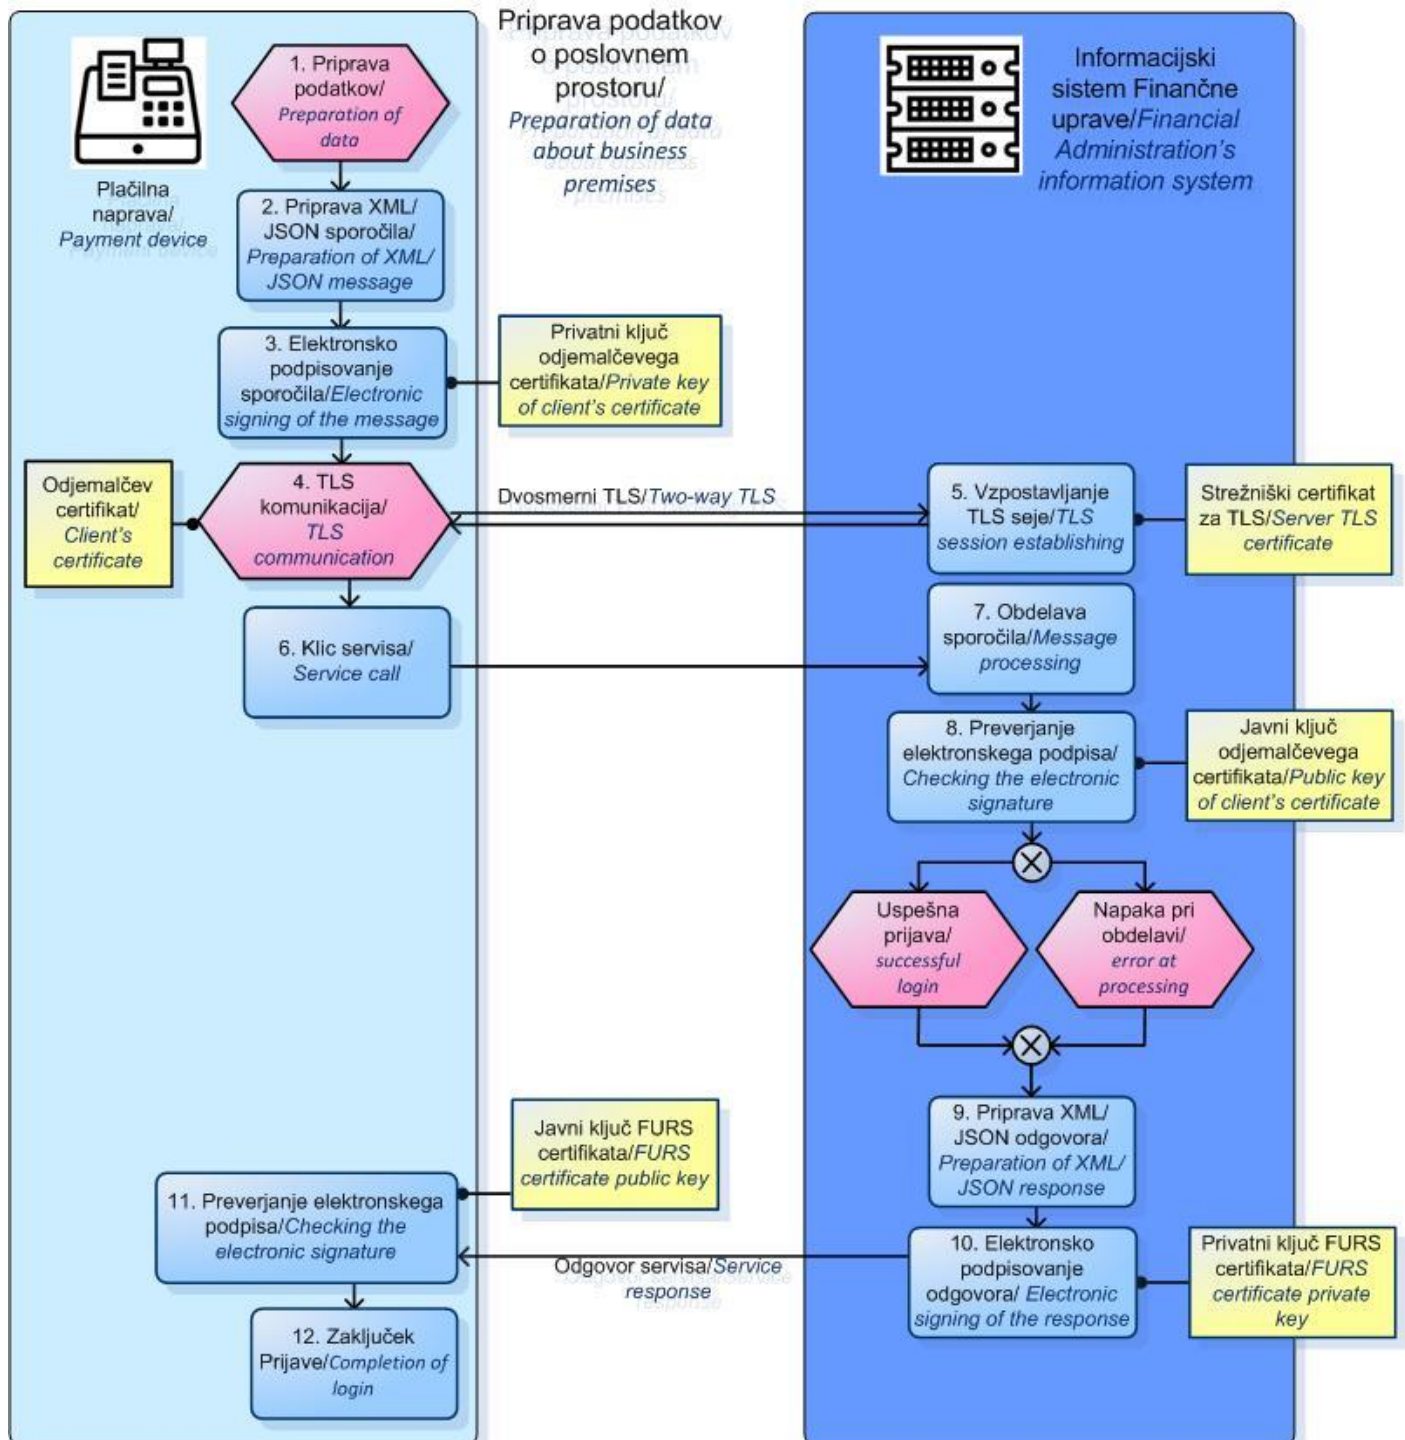 Priprava podatkov
o poslovnem
prostoru/
Preparation of data
about business
premises
Plačilna
naprava/
Payment device
1. Priprava
podatkov/
Preparation of
data
2. Priprava XML/
JSON sporočila/
Preparation of XML/
JSON message
3. Elektronsko
podpisovanje
sporočila/Electronic
signing of the message
Privatni ključ
odjemalčevega
certifikata/Private key
of client's certificate
Odjemalčev
certifikat/
Client's
certificate
4. TLS
komunikacija/
TLS
communication
Dvosmerni TLS/Two-way TLS
6. Klic servisa/
Service call
Informacijski
sistem Finančne
uprave/Financial
Administration's
information system
5. Vzpostavljanje
TLS seje/TLS
session establishing
Strežniški certifikat
za TLS/Server TLS
certificate
7. Obdelava
sporočila/Message
processing
8. Preverjanje
elektronskega podpisa/
Checking the electronic
signature
Javni ključ
odjemalčevega
certifikata/Public key
of client's certificate
Uspešna
prijava/
successful
login
Napaka pri
obdelavi/
error at
processing
9. Priprava XML/
JSON odgovora/
Preparation of XML/
JSON response
10. Elektronsko
podpisovanje
odgovora/ Electronic
signing of the response
Privatni ključ FURS
certifikata/FURS
certificate private
key
Odgovor servisa/Service
response
Javni ključ FURS
certifikata/FURS
certificate public key
11. Preverjanje elektronskega
podpisa/Checking the
electronic signature
12. Zaključek
Prijave/Completion of
login